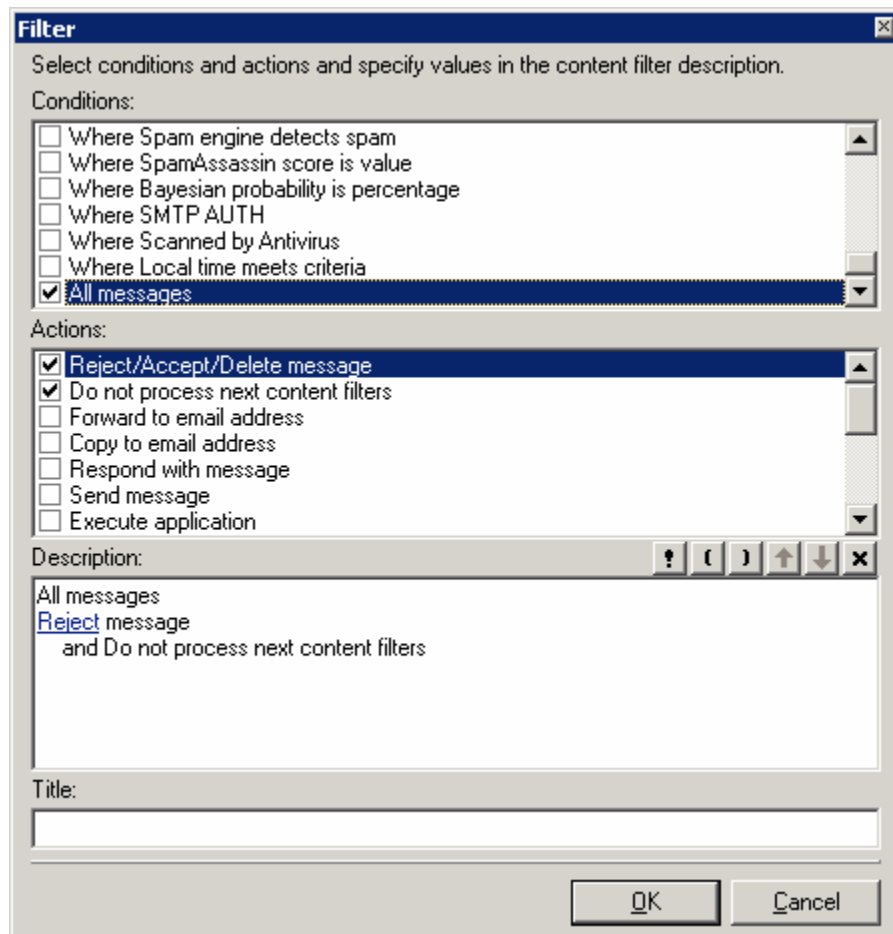 Filter
Select conditions and actions and specify values in the content filter description.
Conditions:
Where Spam engine detects spam
Where SpamAssassin score is value
Where Bayesian probability is percentage
Where SMTP AUTH
Where Scanned by Antivirus
Where Local time meets criteria
All messages
Actions:
Reject/Accept/Delete message
Do not process next content filters
Forward to email address
Copy to email address
Respond with message
Send message
Execute application
Description:
! ( )
All messages
Reject message
and Do not process next content filters
Title:
OK Cancel